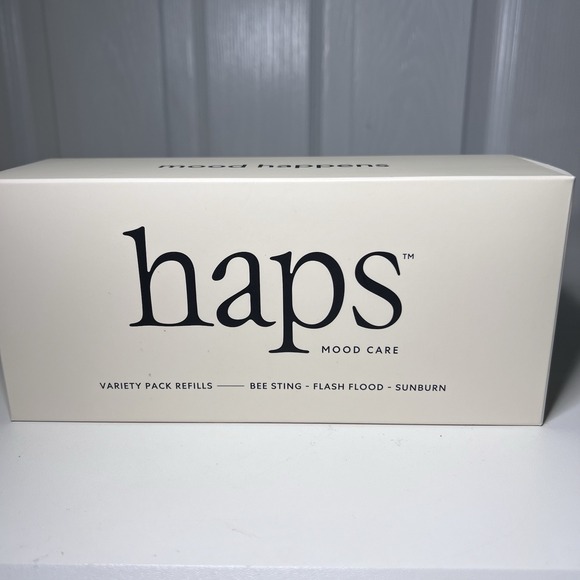 mood happens
haps™
MOOD CARE
VARIETY PACK REFILLS —— BEE STING - FLASH FLOOD - SUNBURN